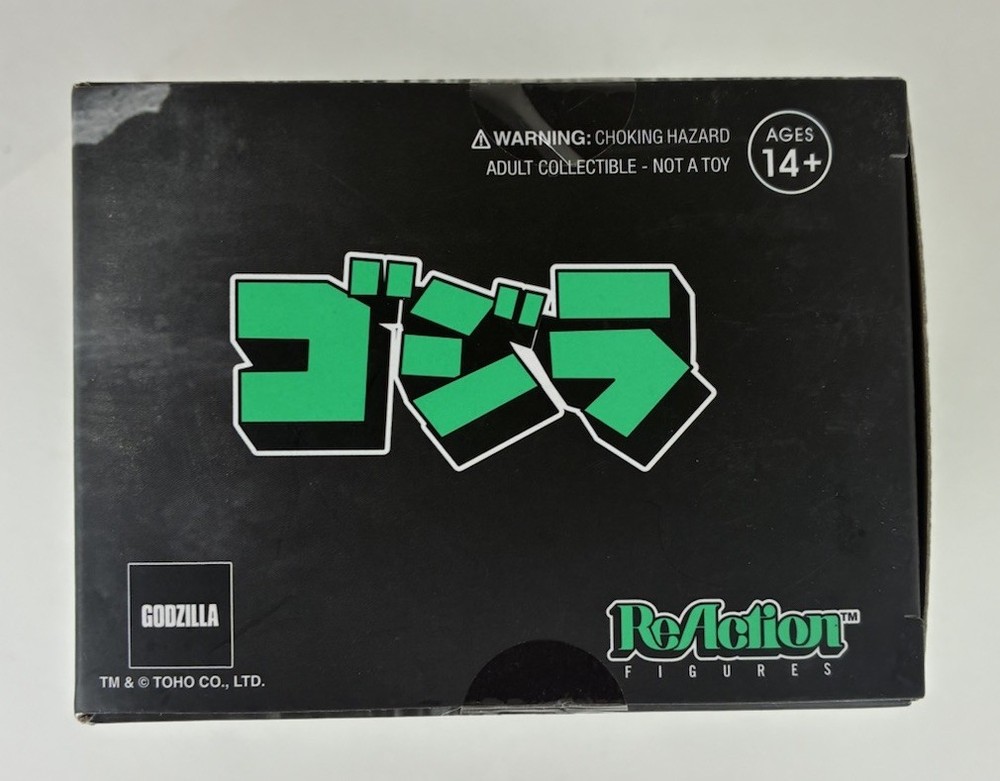 ⚠ WARNING: CHOKING HAZARD
ADULT COLLECTIBLE - NOT A TOY
AGES
14+
ゴジラ
GODZILLA
TM & © TOHO CO., LTD.
ReAction™
FIGURES